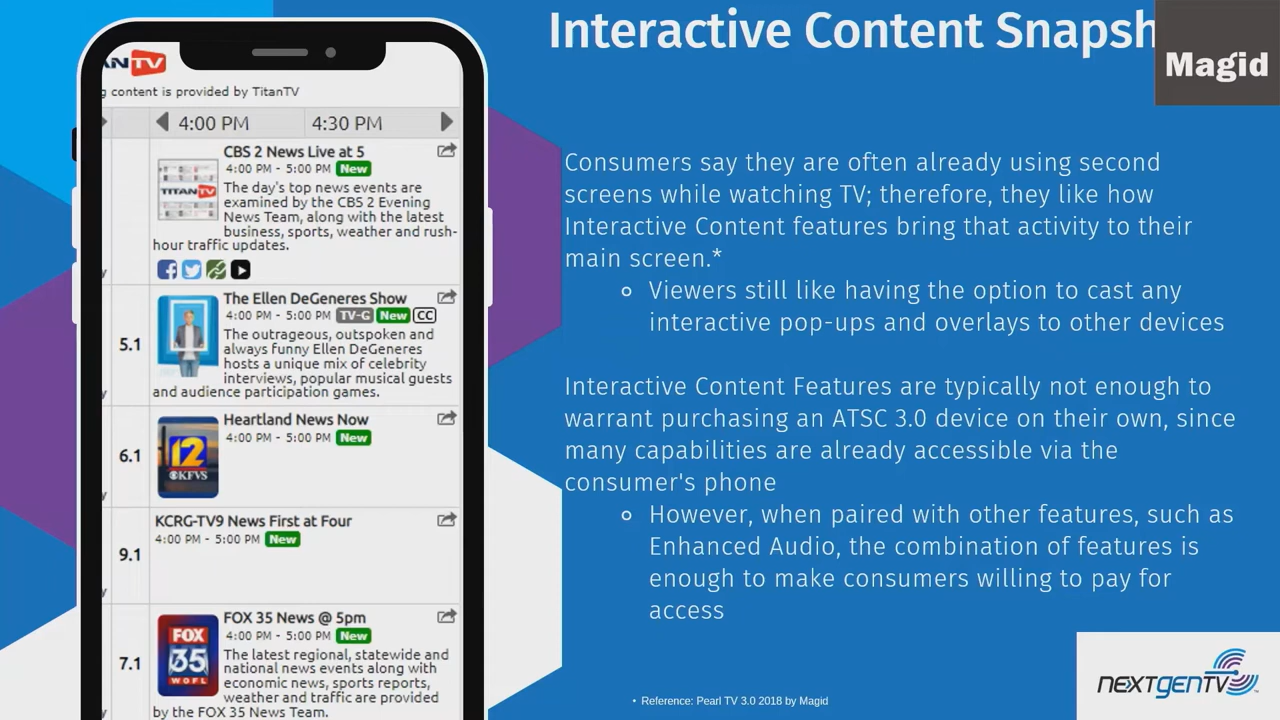 Interactive Content Snapsh
Magid
ANTV
g content is provided by TitanTV
4:00 PM 4:30 PM
CBS 2 News Live at 5
4:00 PM - 5:00 PM New
The day's top news events are
examined by the CBS 2 Evening
News Team, along with the latest
business, sports, weather and rush-
hour traffic updates.
TITANTV
5.1
The Ellen DeGeneres Show
4:00 PM - 5:00 PM TV-G New CC
The outrageous, outspoken and
always funny Ellen DeGeneres
hosts a unique mix of celebrity
interviews, popular musical guests
and audience participation games.
6.1
Heartland News Now
4:00 PM - 5:00 PM New
12
KFVS
9.1
KCRG-TV9 News First at Four
4:00 PM - 5:00 PM New
7.1
FOX 35 News @ 5pm
4:00 PM - 5:00 PM New
The latest regional, statewide and
national news events along with
economic news, sports reports,
weather and traffic are provided
by the FOX 35 News Team.
FOX
35
WOFL
Consumers say they are often already using second
screens while watching TV; therefore, they like how
Interactive Content features bring that activity to their
main screen.*
Viewers still like having the option to cast any
interactive pop-ups and overlays to other devices
Interactive Content Features are typically not enough to
warrant purchasing an ATSC 3.0 device on their own, since
many capabilities are already accessible via the
consumer's phone
However, when paired with other features, such as
Enhanced Audio, the combination of features is
enough to make consumers willing to pay for
access
• Reference: Pearl TV 3.0 2018 by Magid
NEXTGENTV